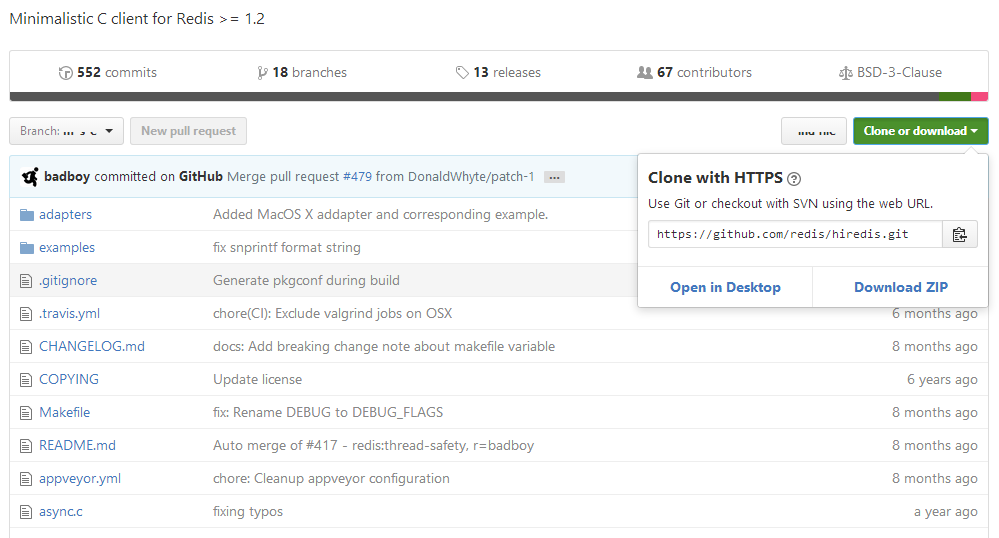 Minimalistic C client for Redis >= 1.2
552 commits 18 branches 13 releases 67 contributors BSD-3-Clause
Branch: New pull request Clone or download
badboy committed on GitHub Merge pull request #479 from DonaldWhyte/patch-1 ...
Clone with HTTPS ?
Use Git or checkout with SVN using the web URL.
https://github.com/redis/hiredis.git
Open in Desktop Download ZIP
adapters Added MacOS X addapter and corresponding example.
examples fix snprintf format string
.gitignore Generate pkgconf during build
.travis.yml chore(CI): Exclude valgrind jobs on OSX 6 months ago
CHANGELOG.md docs: Add breaking change note about makefile variable 8 months ago
COPYING Update license 6 years ago
Makefile fix: Rename DEBUG to DEBUG_FLAGS 8 months ago
README.md Auto merge of #417 - redis:thread-safety, r=badboy 8 months ago
appveyor.yml chore: Cleanup appveyor configuration 8 months ago
async.c fixing typos a year ago